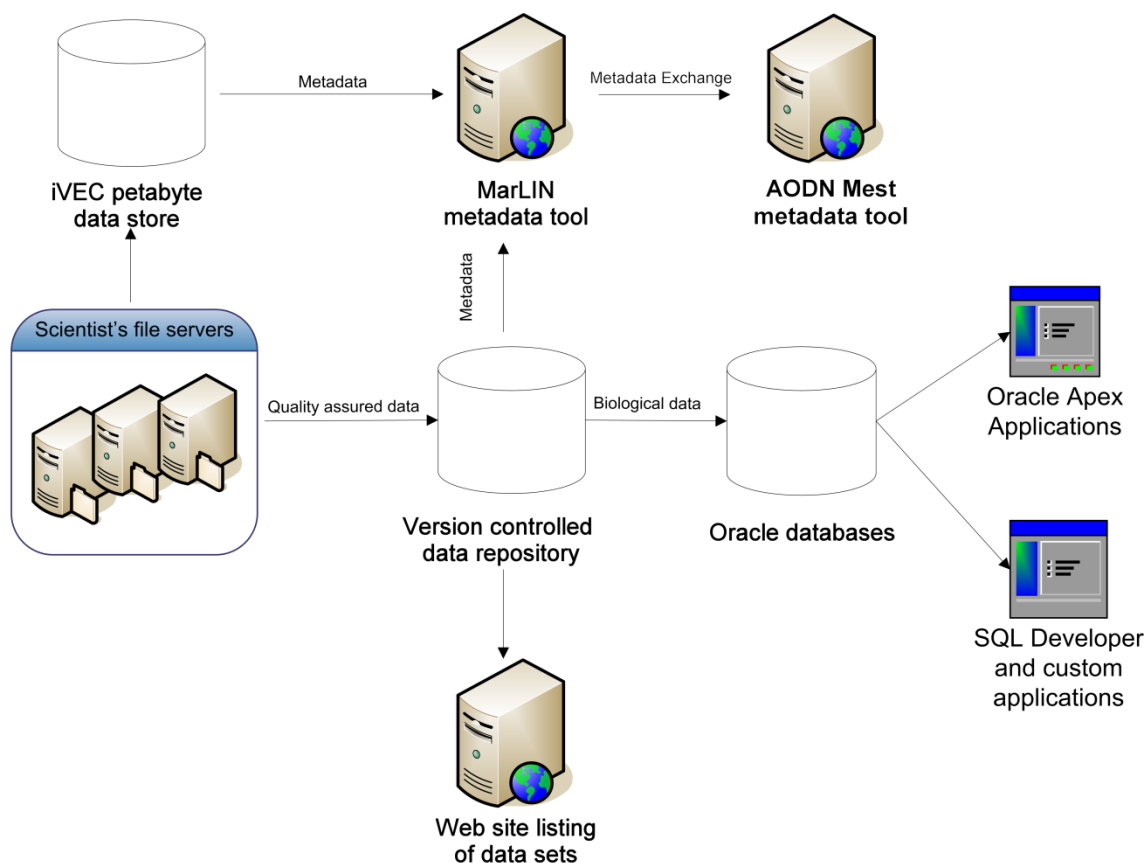 Metadata
Metadata Exchange
iVEC petabyte
data store
MarLIN
metadata tool
AODN Mest
metadata tool
Metadata
Scientist's file servers
Quality assured data
Biological data
Oracle Apex
Applications
Version controlled
data repository
Oracle databases
SQL Developer
and custom
applications
Web site listing
of data sets